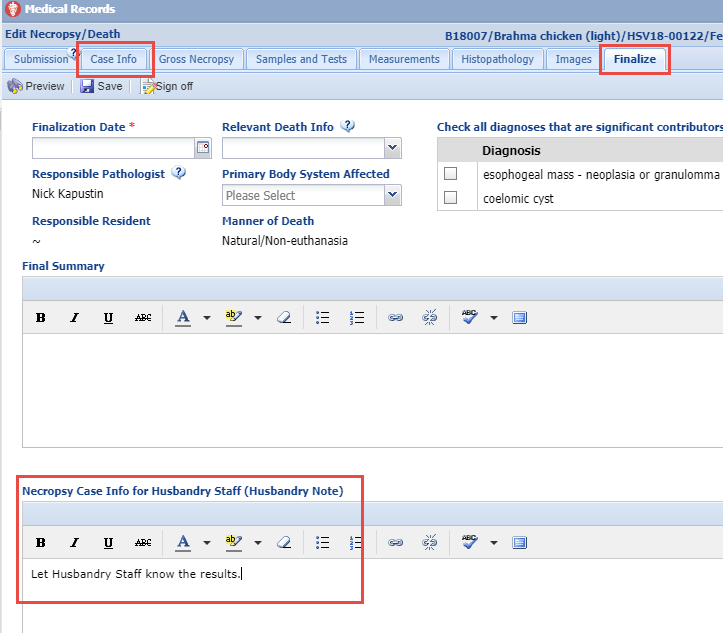 Medical Records
Edit Necropsy/Death
B18007/Brahma chicken (light)/HSV18-00122/Fe
Submission ?
Case Info
Gross Necropsy
Samples and Tests
Measurements
Histopathology
Images
Finalize
Preview
Save
Sign off
Finalization Date *
Relevant Death Info ?
Check all diagnoses that are significant contributors
Diagnosis
esophogeal mass - neoplasia or granulomma
coelomic cyst
Responsible Pathologist ?
Nick Kapustin
Primary Body System Affected
Please Select
Responsible Resident
~
Manner of Death
Natural/Non-euthanasia
Final Summary
B I U ABC A ab ABC
Necropsy Case Info for Husbandry Staff (Husbandry Note)
B I U ABC A ab ABC
Let Husbandry Staff know the results.